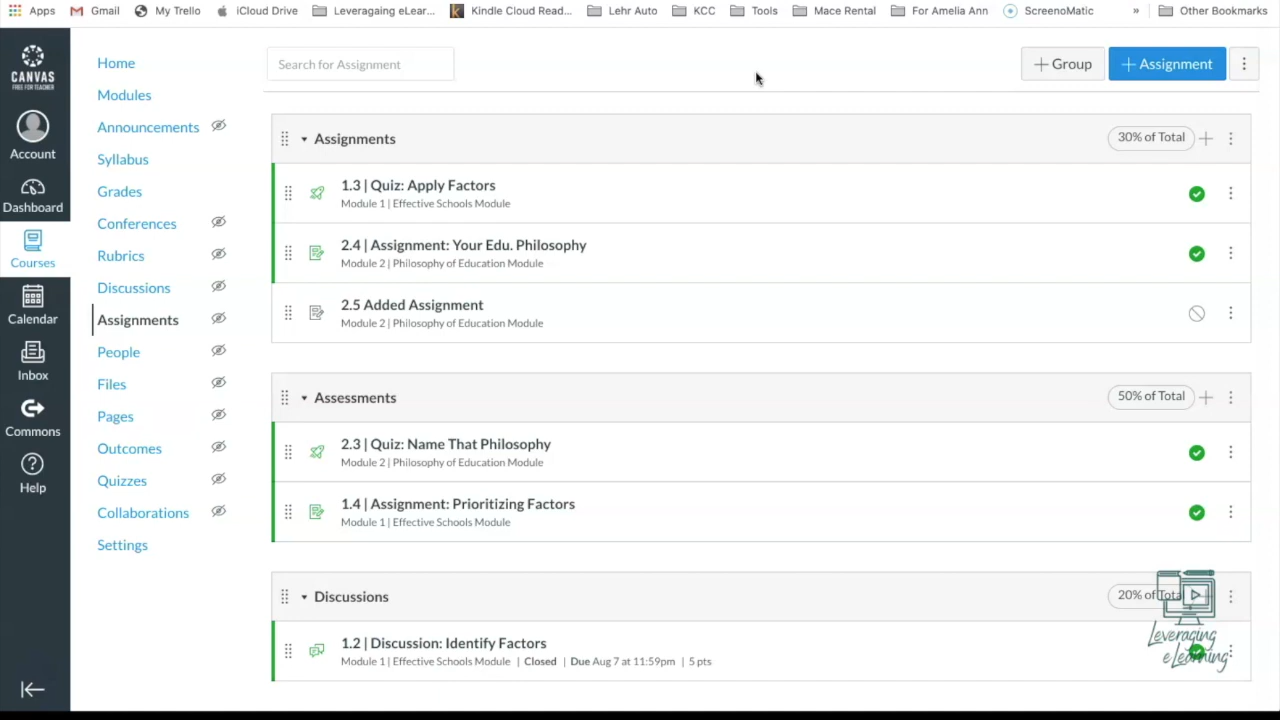 Apps Gmail My Trello iCloud Drive Leveragaing eLear... Kindle Cloud Read... Lehr Auto KCC Tools Mace Rental For Amelia Ann ScreenoMatic » Other Bookmarks
CANVAS
FREE FOR TEACHER
Account
Dashboard
Courses
Calendar
Inbox
Commons
Help
Home
Modules
Announcements
Syllabus
Grades
Conferences
Rubrics
Discussions
Assignments
People
Files
Pages
Outcomes
Quizzes
Collaborations
Settings
Search for Assignment
+ Group
+ Assignment
Assignments 30% of Total
1.3 | Quiz: Apply Factors
Module 1 | Effective Schools Module
2.4 | Assignment: Your Edu. Philosophy
Module 2 | Philosophy of Education Module
2.5 Added Assignment
Module 2 | Philosophy of Education Module
Assessments 50% of Total
2.3 | Quiz: Name That Philosophy
Module 2 | Philosophy of Education Module
1.4 | Assignment: Prioritizing Factors
Module 1 | Effective Schools Module
Discussions 20% of Total
1.2 | Discussion: Identify Factors
Module 1 | Effective Schools Module | Closed | Due Aug 7 at 11:59pm | 5 pts
Leveraging
eLearning